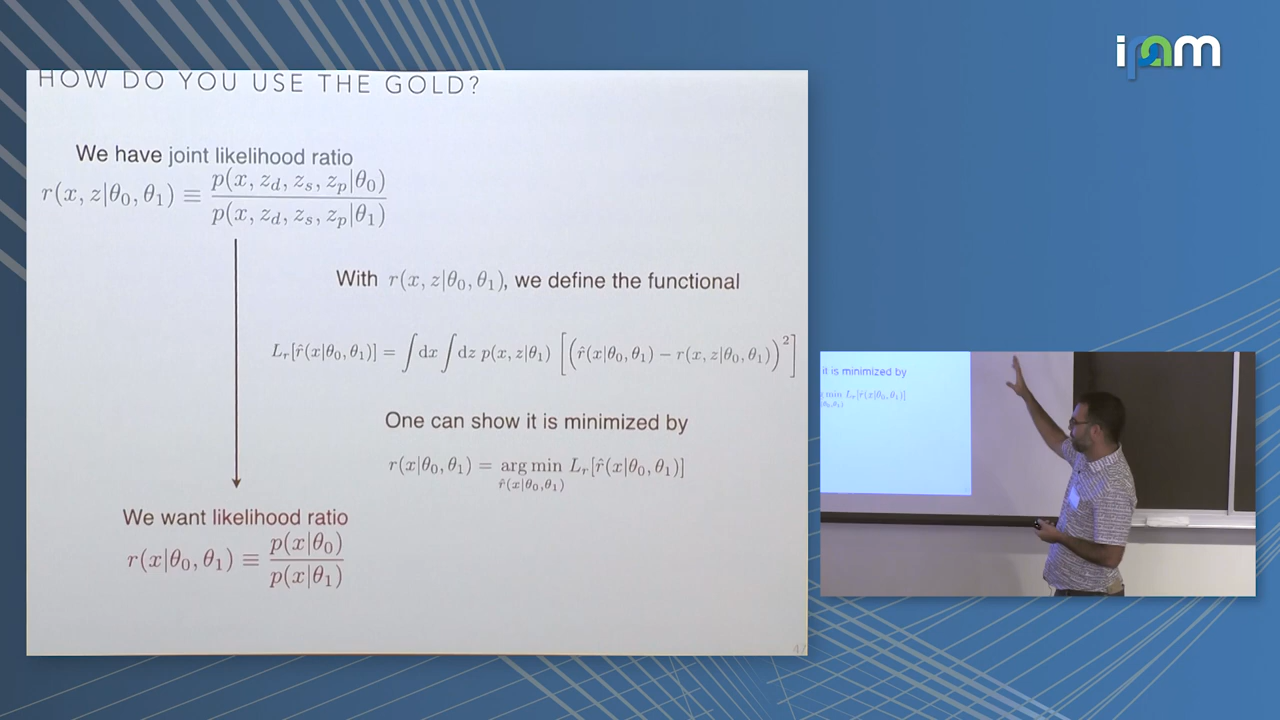 ipam
HOW DO YOU USE THE GOLD?
We have joint likelihood ratio
r(x, z|θ₀, θ₁) ≡ p(x, z_d, z_s, z_p|θ₀) / p(x, z_d, z_s, z_p|θ₁)
With r(x, z|θ₀, θ₁), we define the functional
L_r[r̂(x|θ₀, θ₁)] = ∫dx ∫dz p(x, z|θ₁) [(r̂(x|θ₀, θ₁) − r(x, z|θ₀, θ₁))²]
One can show it is minimized by
r(x|θ₀, θ₁) = arg min L_r[r̂(x|θ₀, θ₁)]
r̂(x|θ₀,θ₁)
We want likelihood ratio
r(x|θ₀, θ₁) ≡ p(x|θ₀) / p(x|θ₁)
it is minimized by
min L_r[r̂(x|θ₀, θ₁)]